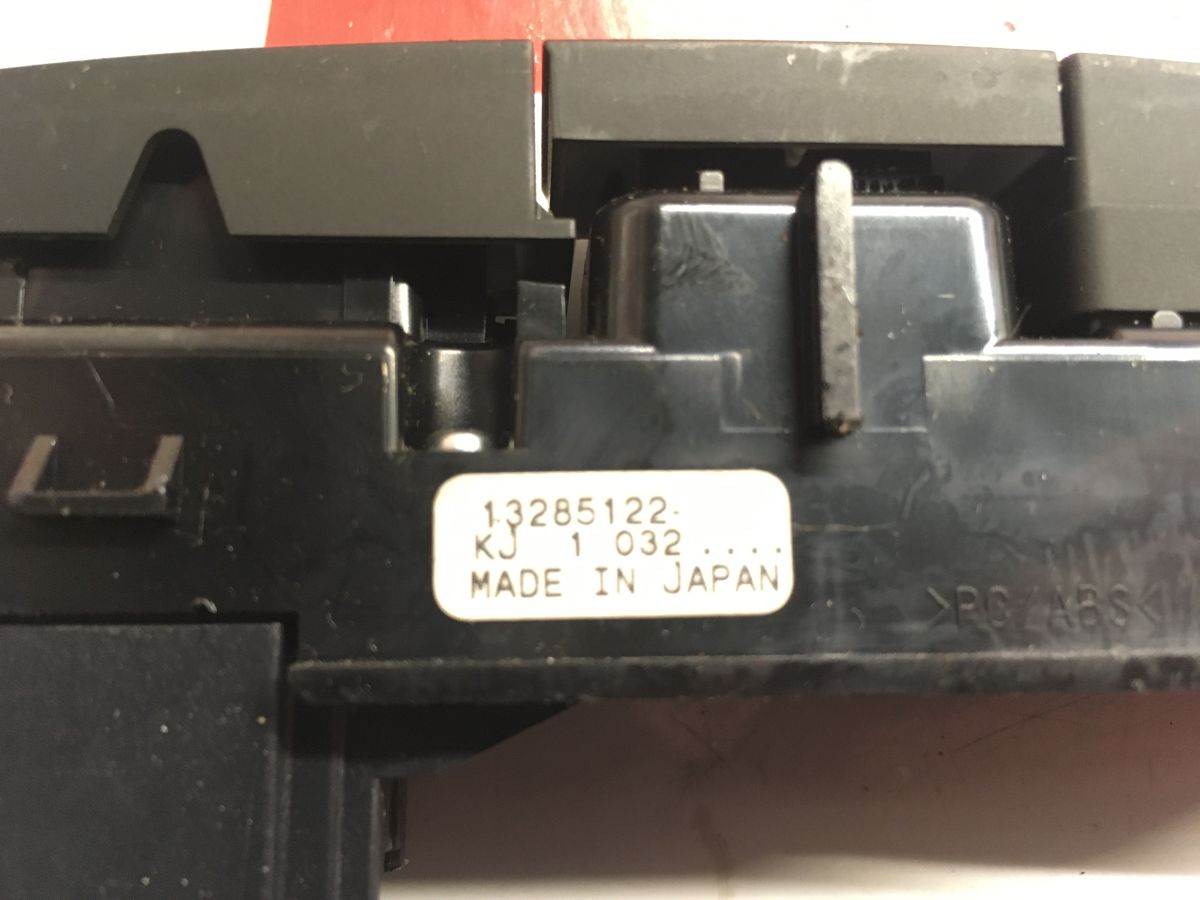 13285122
KJ 1 032 ....
MADE IN JAPAN
>PC/ABS<